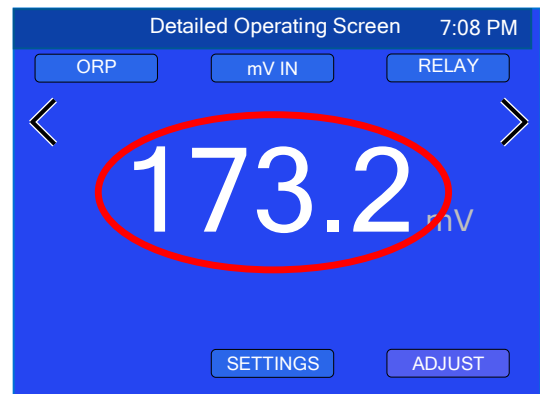 Detailed Operating Screen 7:08 PM
ORP mV IN RELAY
173.2 mV
SETTINGS ADJUST